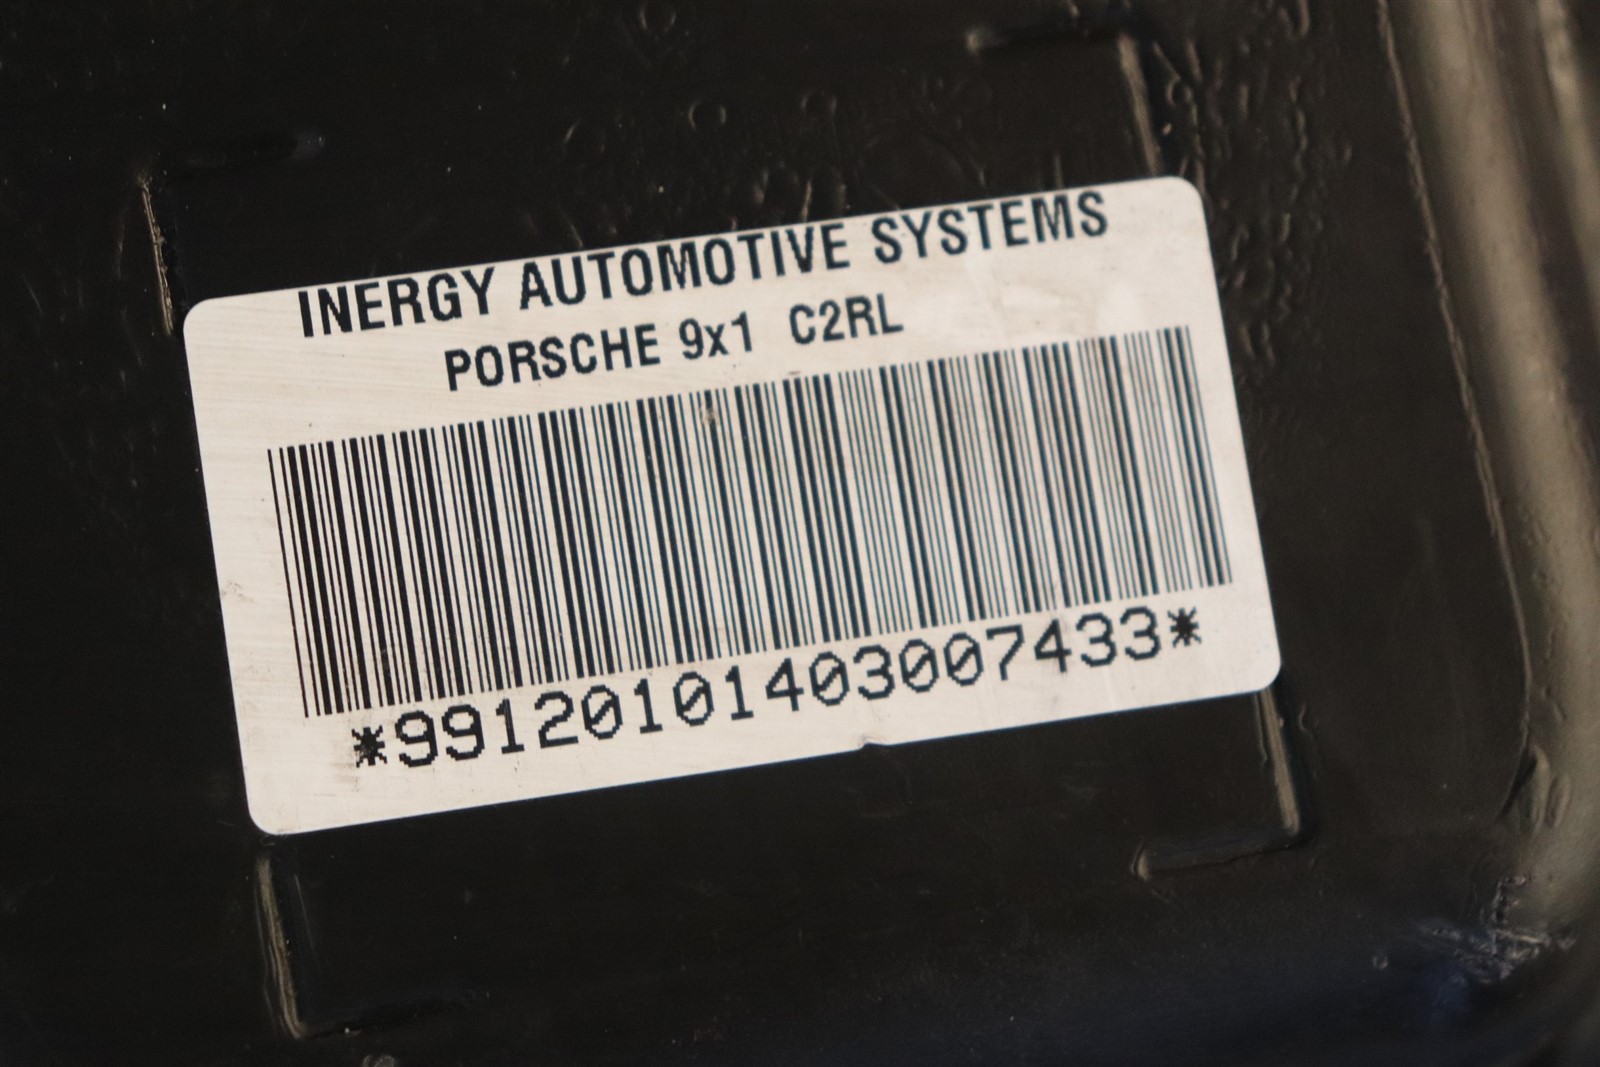 INERGY AUTOMOTIVE SYSTEMS
PORSCHE 9x1 C2RL
*99120101403007433*